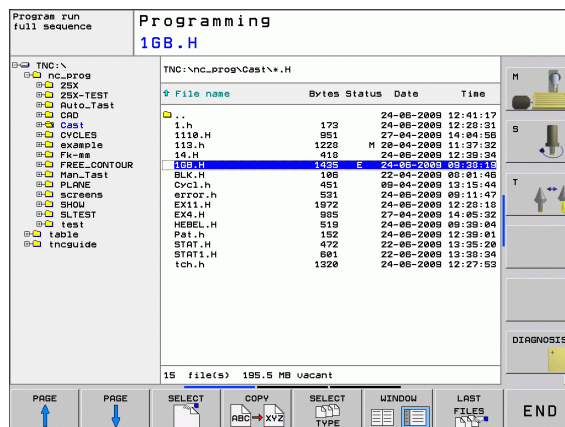 Program run
full sequence
Programming
1GB.H
TNC:\
nc_prog
25X
25X-TEST
Auto_Tast
CAD
Cast
CYCLES
example
Fk-mm
FREE_CONTOUR
Man_Tast
PLANE
screens
SHOW
SLTEST
test
table
tncguide
TNC:\nc_prog\Cast\*.H
File name Bytes Status Date Time
.. 24-06-2009 12:41:17
1.h 173 24-06-2009 12:28:31
1110.H 951 27-04-2009 14:04:56
113.h 1228 M 20-04-2009 11:37:32
14.H 418 24-06-2009 12:39:34
1GB.H 1435 E 24-06-2009 09:38:19
BLK.H 106 22-04-2009 08:01:46
Cycl.h 451 09-04-2009 13:15:44
error.h 531 24-06-2009 09:11:47
EX11.H 1972 24-06-2009 12:28:18
EX4.H 985 27-04-2009 14:05:32
HEBEL.H 519 24-06-2009 09:39:04
Pat.h 152 24-06-2009 12:39:01
STAT.H 472 22-06-2009 13:35:20
STAT1.H 601 22-06-2009 13:38:34
tch.h 1320 24-06-2009 12:27:53
15 file(s) 195.5 MB vacant
M
S
T
DIAGNOSIS
PAGE
PAGE
SELECT
COPY
ABC XYZ
SELECT
TYPE
WINDOW
LAST
FILES
END